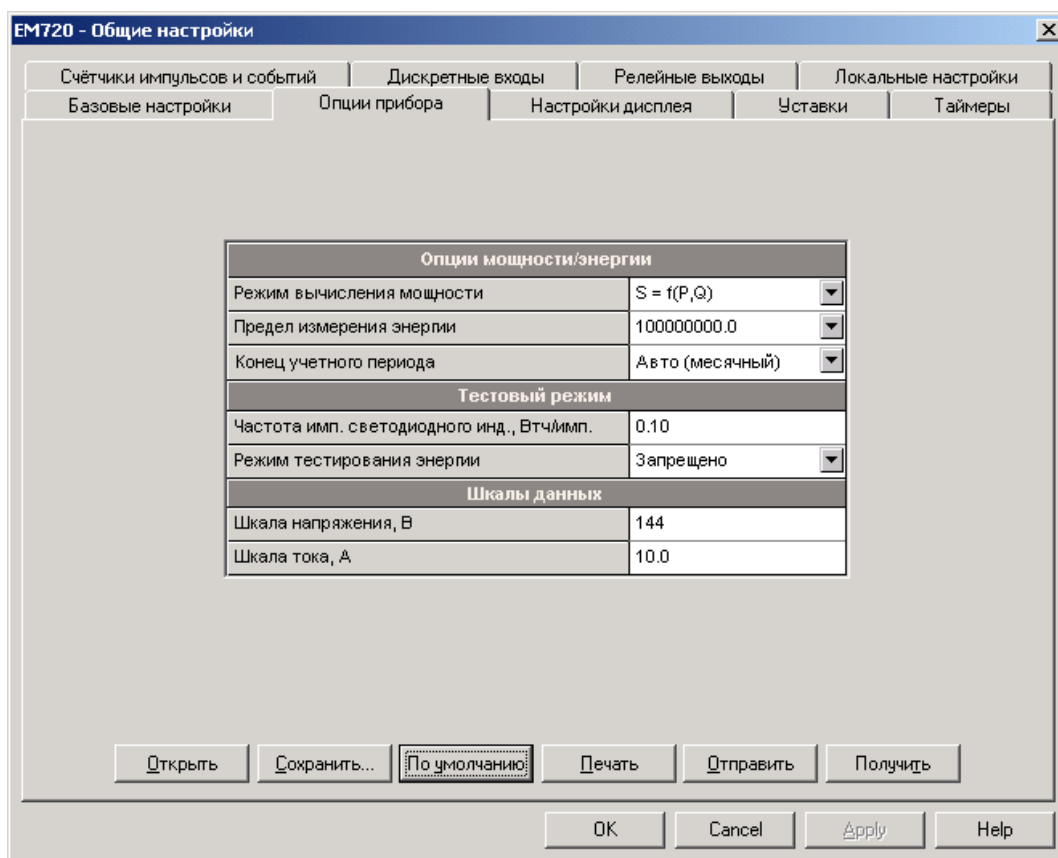 EM720 - Общие настройки
Счётчики импульсов и событий
Дискретные входы
Релейные выходы
Локальные настройки
Базовые настройки
Опции прибора
Настройки дисплея
Уставки
Таймеры
Опции мощности/энергии
Режим вычисления мощности S = f(P,Q)
Предел измерения энергии 100000000.0
Конец учетного периода Авто (месячный)
Тестовый режим
Частота имп. светодиодного инд., Втч/имп. 0.10
Режим тестирования энергии Запрещено
Шкалы данных
Шкала напряжения, В 144
Шкала тока, А 10.0
Открыть
Сохранить...
По умолчанию
Печать
Отправить
Получить
OK
Cancel
Apply
Help